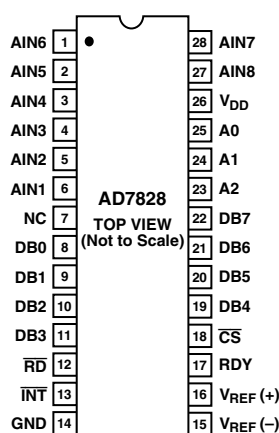 AIN6 1 28 AIN7
AIN5 2 27 AIN8
AIN4 3 26 VDD
AIN3 4 25 A0
AIN2 5 24 A1
AIN1 6 23 A2
AD7828
NC 7 22 DB7
TOP VIEW
(Not to Scale)
DB0 8 21 DB6
DB1 9 20 DB5
DB2 10 19 DB4
DB3 11 18 C̅S̅
R̅D̅ 12 17 RDY
I̅N̅T̅ 13 16 VREF (+)
GND 14 15 VREF (–)